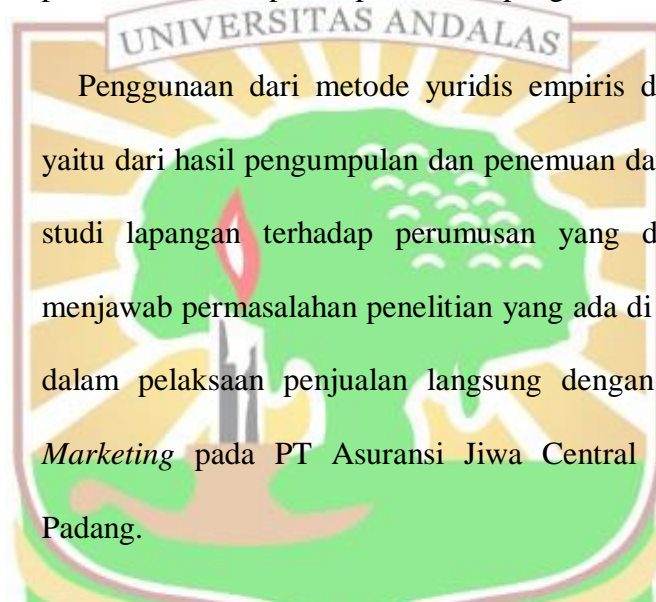 UNIVERSITAS ANDALAS
Penggunaan dari metode yuridis empiris
yaitu dari hasil pengumpulan dan penemuan
studi lapangan terhadap perumusan yang
menjawab permasalahan penelitian yang ada di
dalam pelaksaan penjualan langsung dengan
Marketing pada PT Asuransi Jiwa Central
Padang.